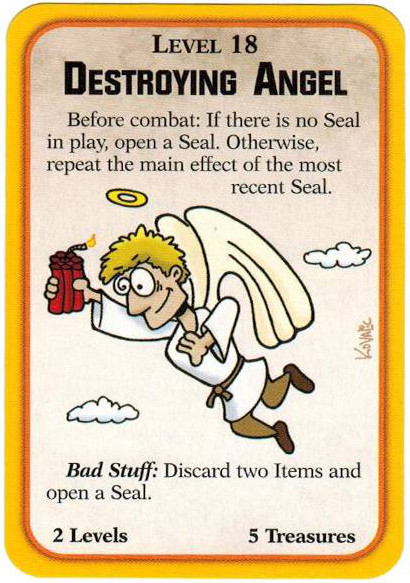 LEVEL 18
DESTROYING ANGEL
Before combat: If there is no Seal
in play, open a Seal. Otherwise,
repeat the main effect of the most
recent Seal.
KOVALIC
Bad Stuff: Discard two Items and
open a Seal.
2 Levels
5 Treasures